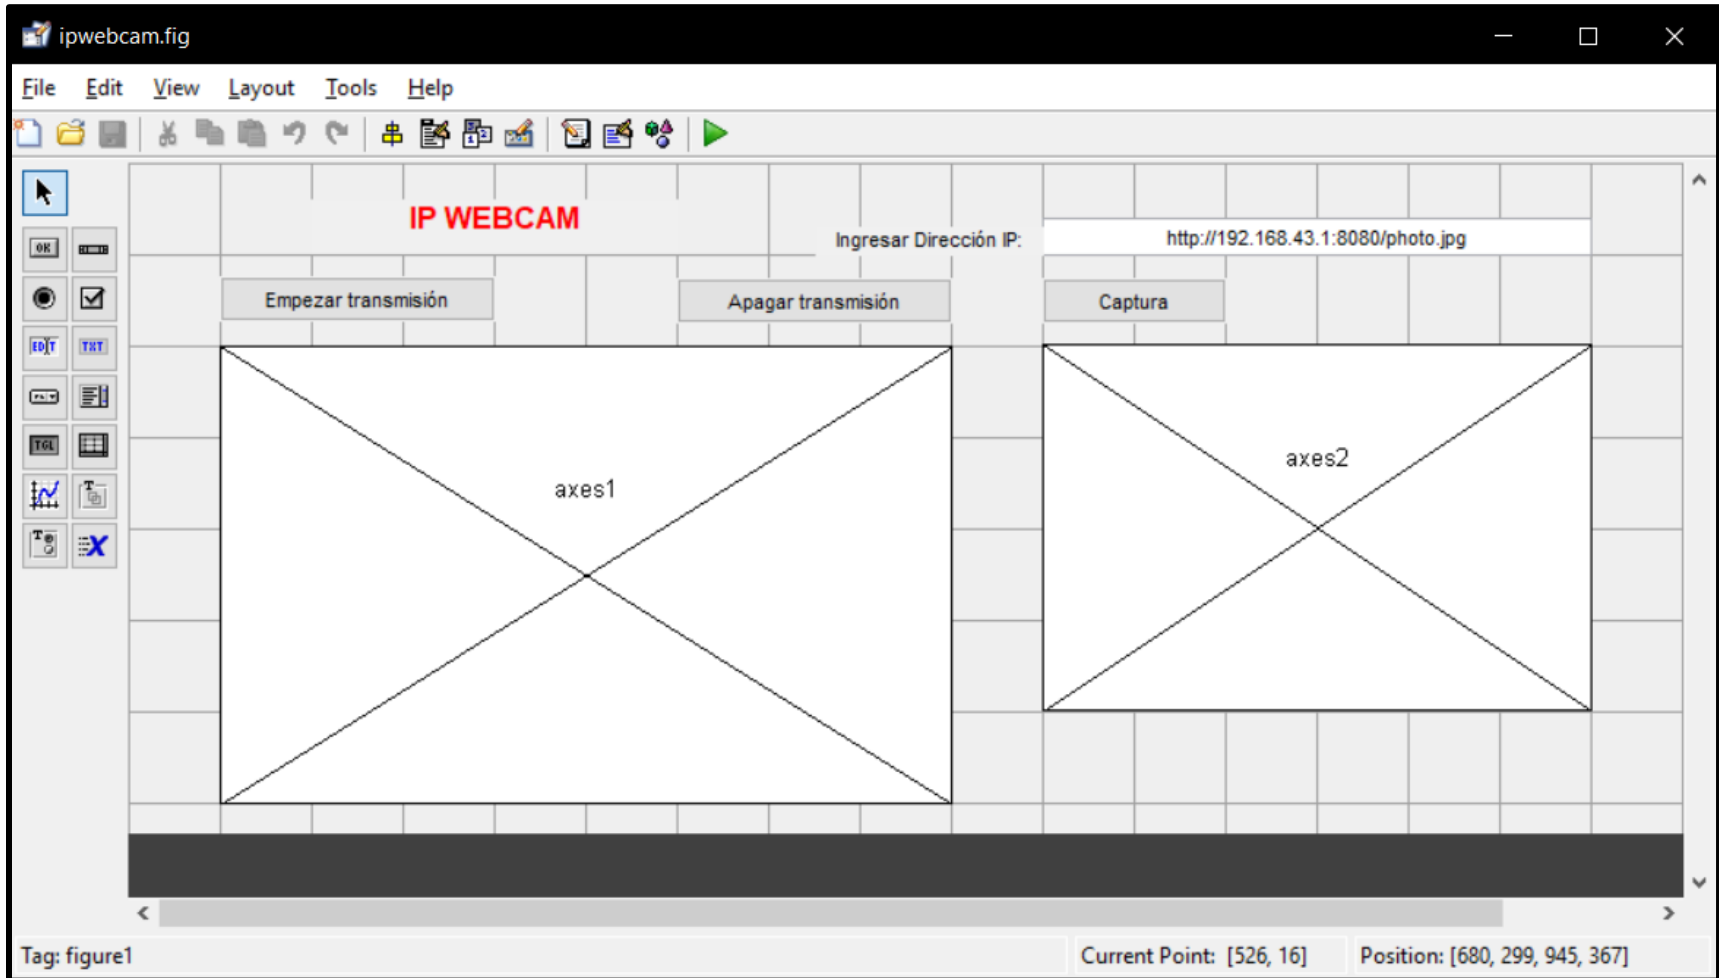 ipwebcam.fig
File Edit View Layout Tools Help
IP WEBCAM
Ingresar Dirección IP: http://192.168.43.1:8080/photo.jpg
Empezar transmisión Apagar transmisión Captura
OK
EDIT TXT
TGL
axes1
axes2
Tag: figure1 Current Point: [526, 16] Position: [680, 299, 945, 367]